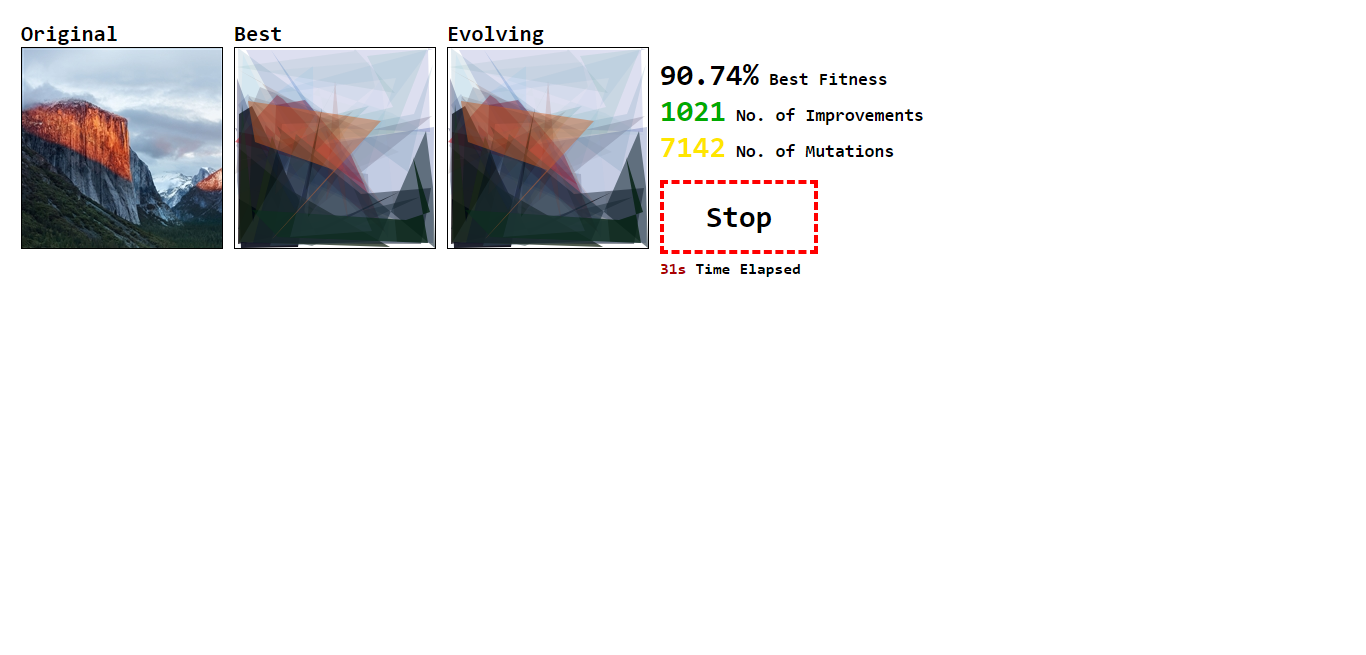 Original
Best
Evolving
90.74% Best Fitness
1021 No. of Improvements
7142 No. of Mutations
Stop
31s Time Elapsed